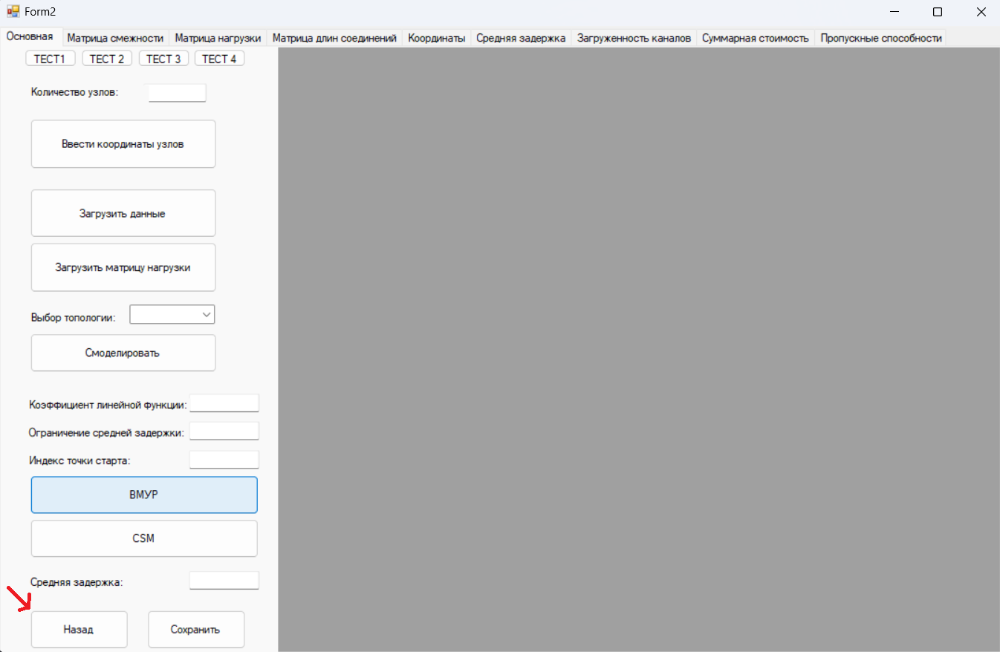 Form2
Основная Матрица смежности Матрица нагрузки Матрица длин соединений Координаты Средняя задержка Загруженность каналов Суммарная стоимость Пропускные способности
ТЕСТ1 ТЕСТ 2 ТЕСТ 3 ТЕСТ 4
Количество узлов:
Ввести координаты узлов
Загрузить данные
Загрузить матрицу нагрузки
Выбор топологии:
Смоделировать
Коэффициент линейной функции:
Ограничение средней задержки:
Индекс точки старта:
ВМУР
CSM
Средняя задержка:
Назад Сохранить